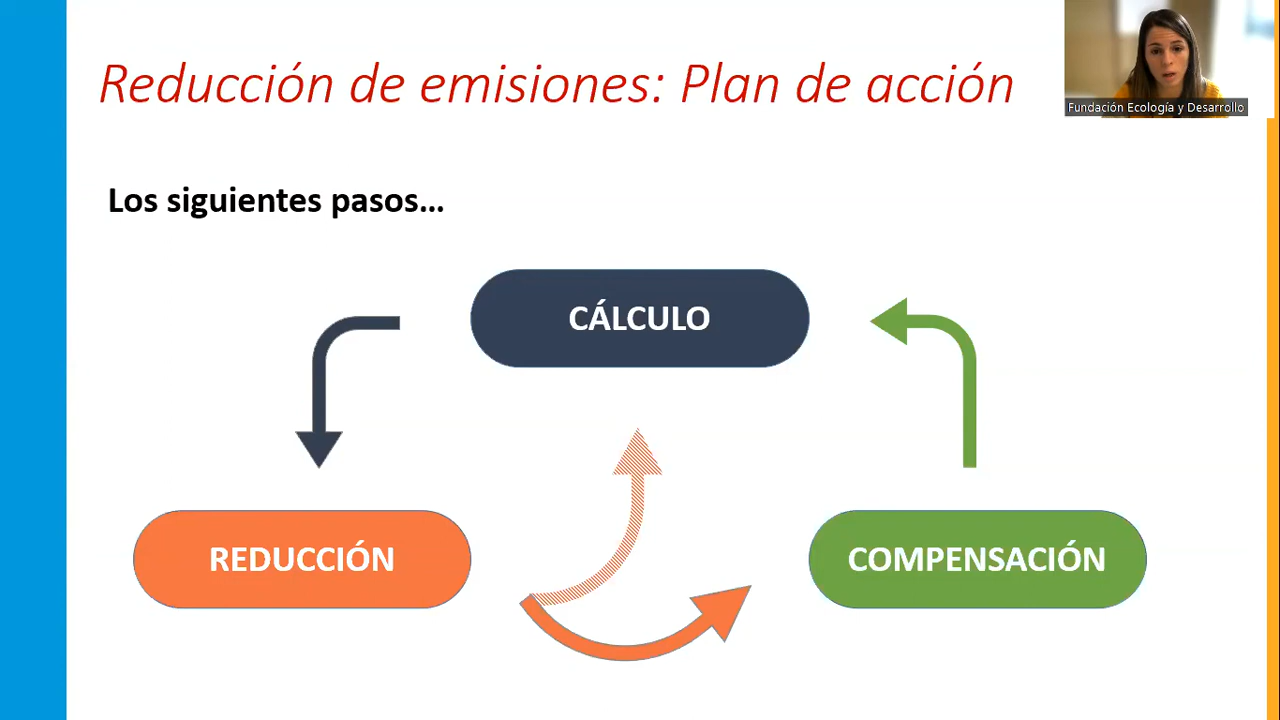 Reducción de emisiones: Plan de acción
Fundación Ecología y Desarrollo
Los siguientes pasos...
CÁLCULO
REDUCCIÓN
COMPENSACIÓN